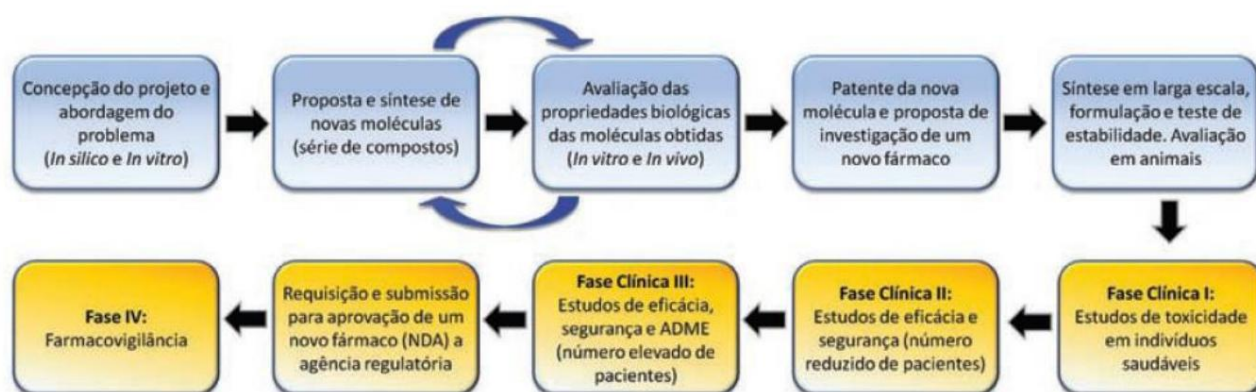 Concepção do projeto e
abordagem do
problema
(In silico e In vitro)
Proposta e síntese de
novas moléculas
(série de compostos)
Avaliação das
propriedades biológicas
das moléculas obtidas
(In vitro e In vivo)
Patente da nova
molécula e proposta de
investigação de um
novo fármaco
Síntese em larga escala,
formulação e teste de
estabilidade. Avaliação
em animais
Fase Clínica I:
Estudos de toxicidade
em indivíduos
saudáveis
Fase Clínica II:
Estudos de eficácia e
segurança (número
reduzido de pacientes)
Fase Clínica III:
Estudos de eficácia,
segurança e ADME
(número elevado de
pacientes)
Requisição e submissão
para aprovação de um
novo fármaco (NDA) a
agência regulatória
Fase IV:
Farmacovigilância